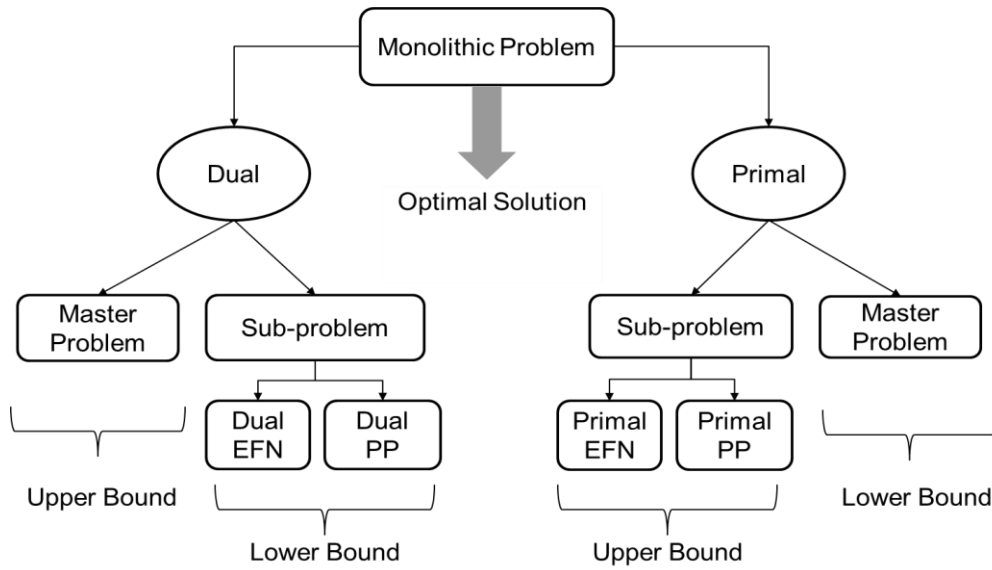 Monolithic Problem
Dual
Primal
Optimal Solution
Master
Problem
Sub-problem
Sub-problem
Master
Problem
Dual
EFN
Dual
PP
Primal
EFN
Primal
PP
Upper Bound
Lower Bound
Lower Bound
Upper Bound